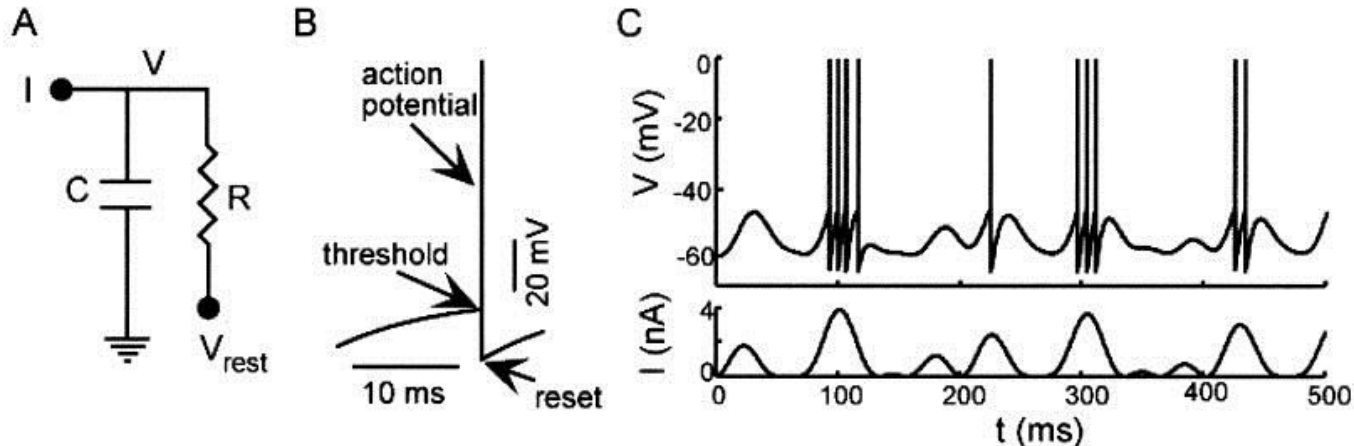 A
I
V
C
R
V_rest
B
action
potential
threshold
20 mV
10 ms
reset
C
V (mV)
0
-20
-40
-60
I (nA)
4
0
0 100 200 300 400 500
t (ms)